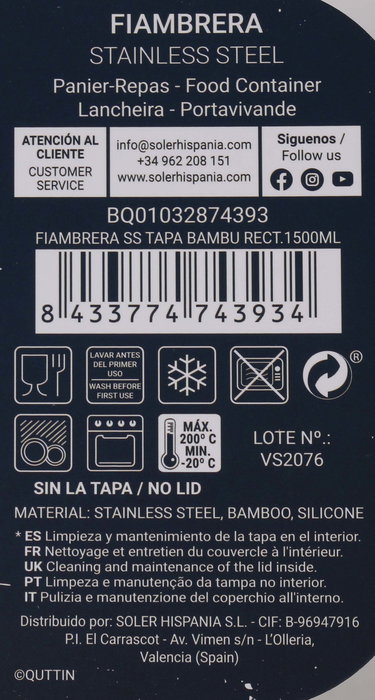 FIAMBRERA
STAINLESS STEEL
Panier-Repas - Food Container
Lancheira - Portavivande
ATENCIÓN AL
CLIENTE
CUSTOMER
SERVICE
info@solerhispania.com
+34 962 208 151
www.solerhispania.com
Siguenos /
Follow us
BQ01032874393
FIAMBRERA SS TAPA BAMBU RECT.1500ML
8 433774 743934
LAVAR ANTES
DEL PRIMER
USO
WASH BEFORE
FIRST USE
®
MÁX.
200º C
MIN.
-20º C
LOTE Nº.:
VS2076
SIN LA TAPA / NO LID
MATERIAL: STAINLESS STEEL, BAMBOO, SILICONE
* ES Limpieza y mantenimiento de la tapa en el interior.
FR Nettoyage et entretien du couvercle à l'intérieur.
UK Cleaning and maintenance of the lid inside.
PT Limpeza e manutenção da tampa no interior.
IT Pulizia e manutenzione del coperchio all'interno.
Distribuido por: SOLER HISPANIA S.L. - CIF: B-96947916
P.I. El Carrascot - Av. Vimen s/n - L'Olleria,
Valencia (Spain)
©QUTTIN